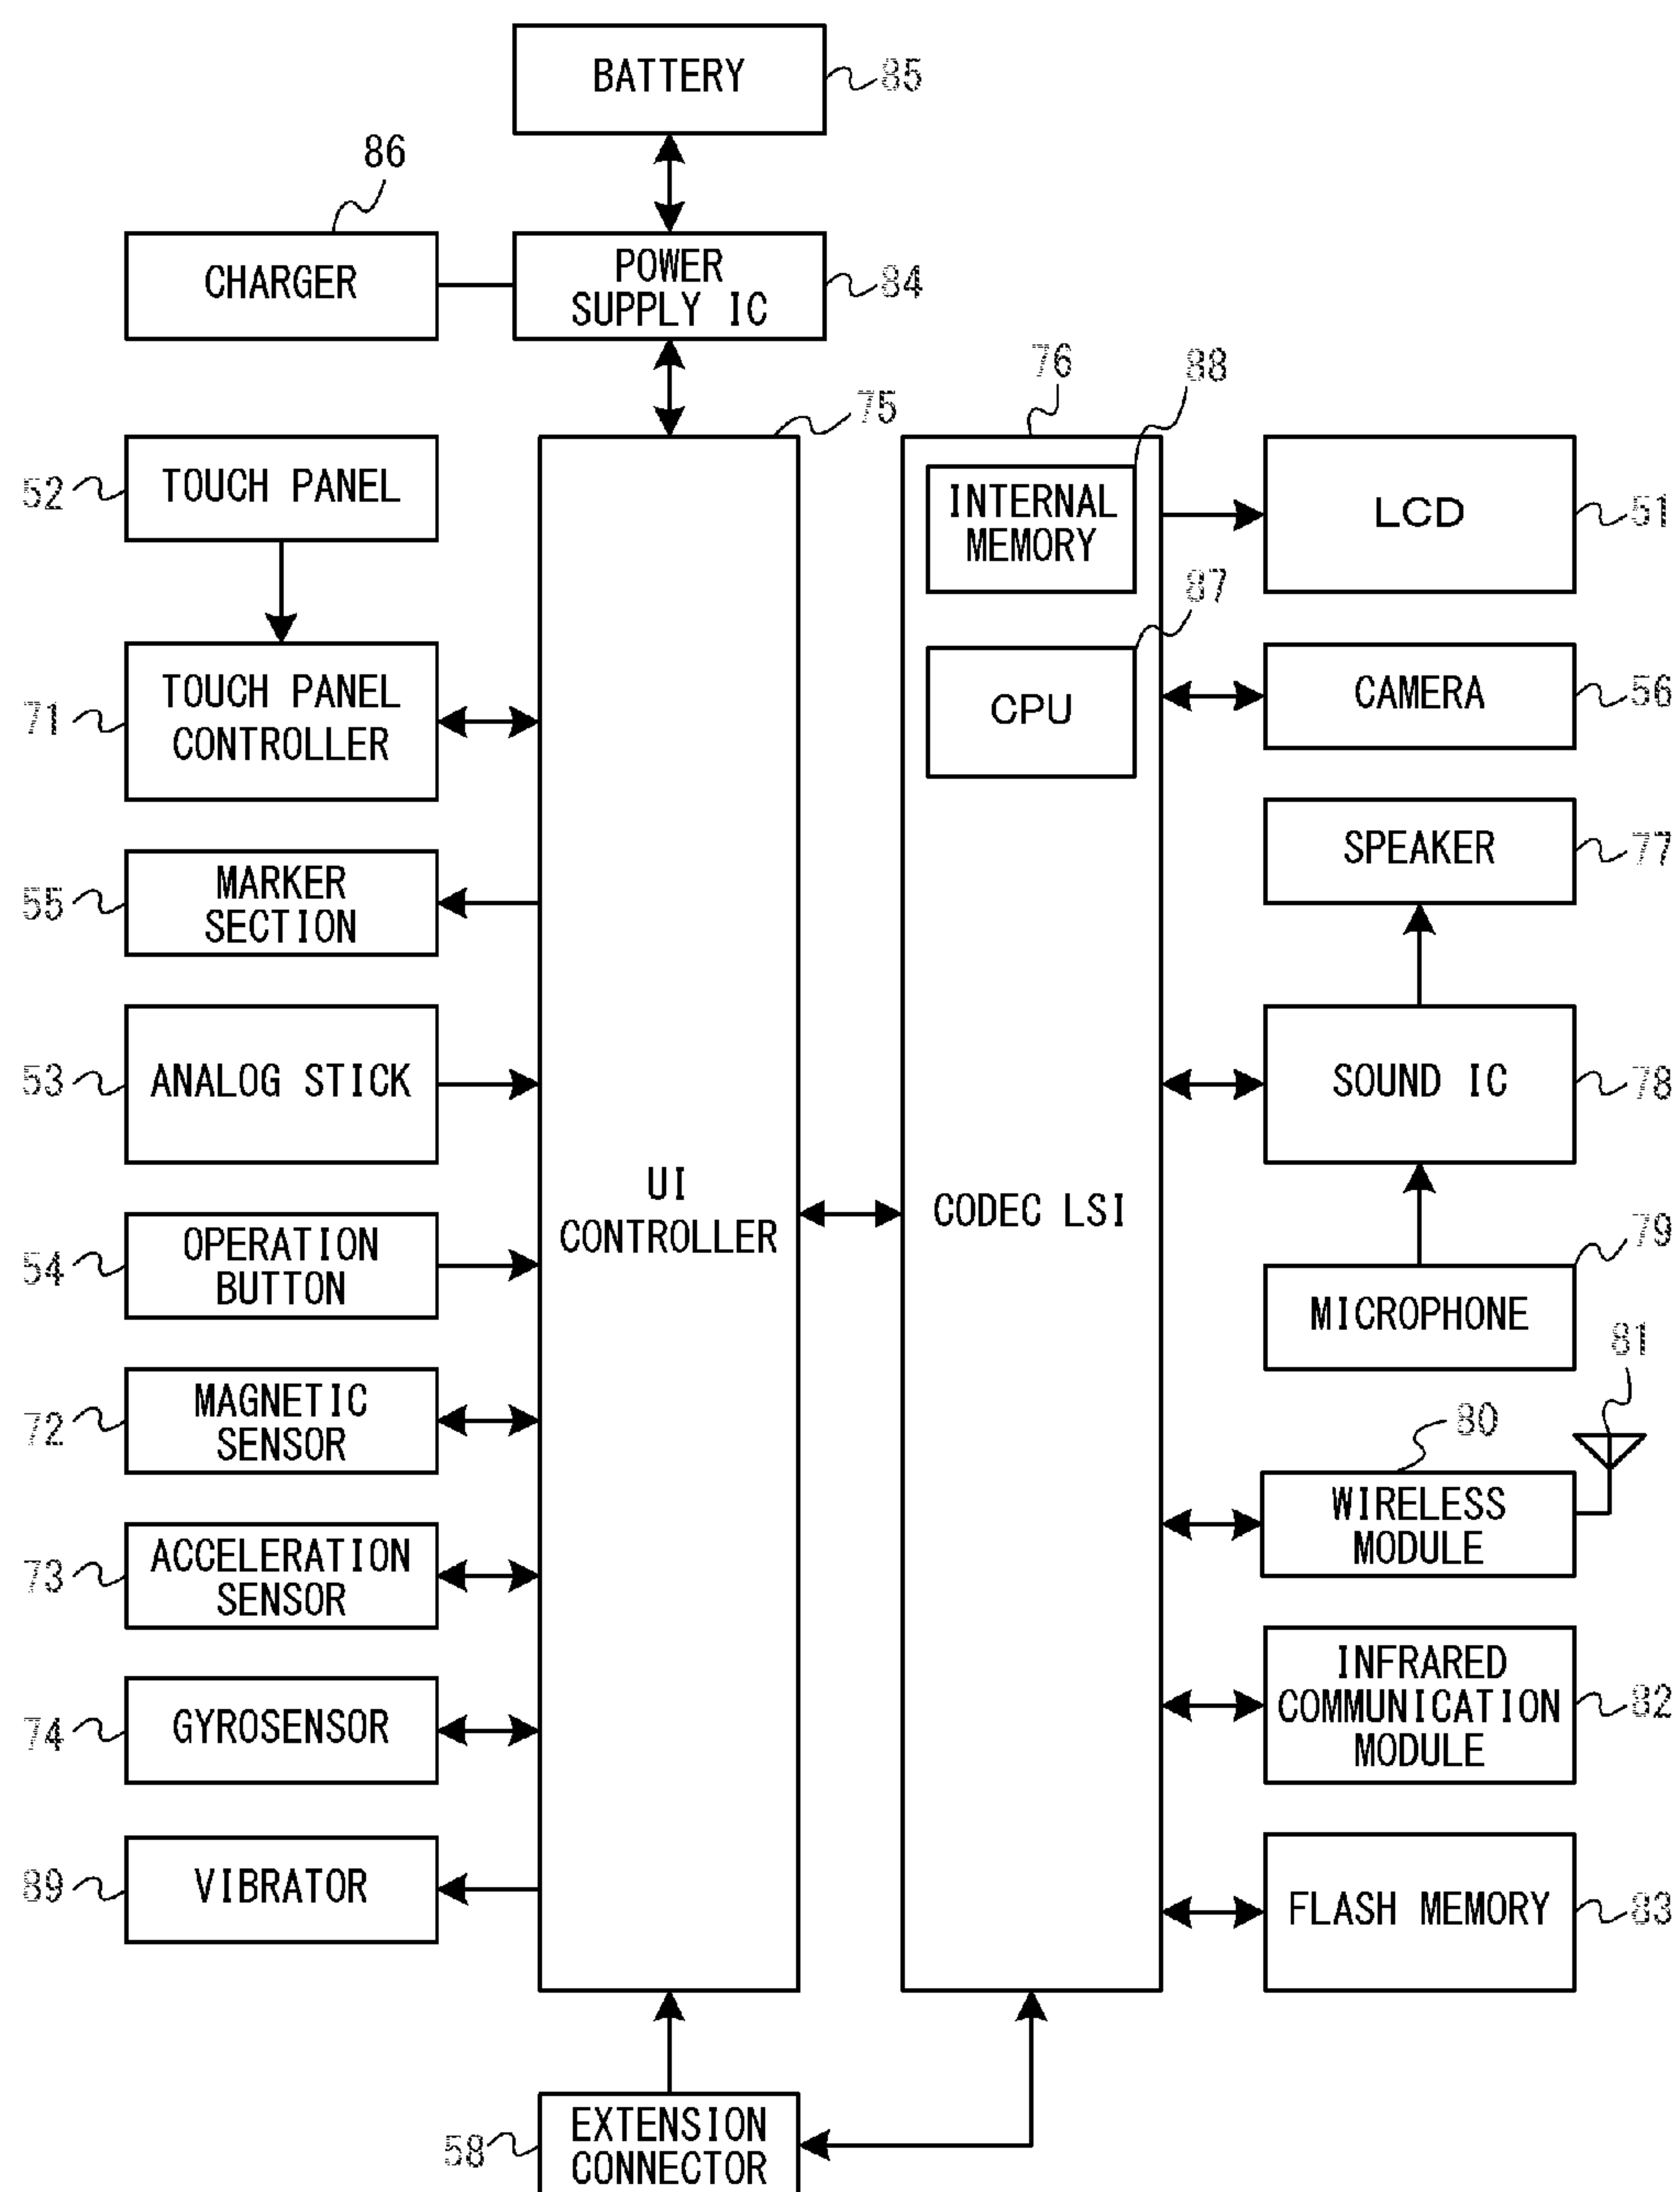 BATTERY
85
86
CHARGER
POWER
SUPPLY IC
84
75
76
88
52
TOUCH PANEL
INTERNAL
MEMORY
LCD
51
87
71
TOUCH PANEL
CONTROLLER
CPU
CAMERA
56
55
MARKER
SECTION
SPEAKER
77
53
ANALOG STICK
SOUND IC
78
UI
CONTROLLER
CODEC LSI
54
OPERATION
BUTTON
79
MICROPHONE
81
72
MAGNETIC
SENSOR
80
WIRELESS
MODULE
73
ACCELERATION
SENSOR
74
GYROSENSOR
INFRARED
COMMUNICATION
MODULE
82
89
VIBRATOR
FLASH MEMORY
83
58
EXTENSION
CONNECTOR